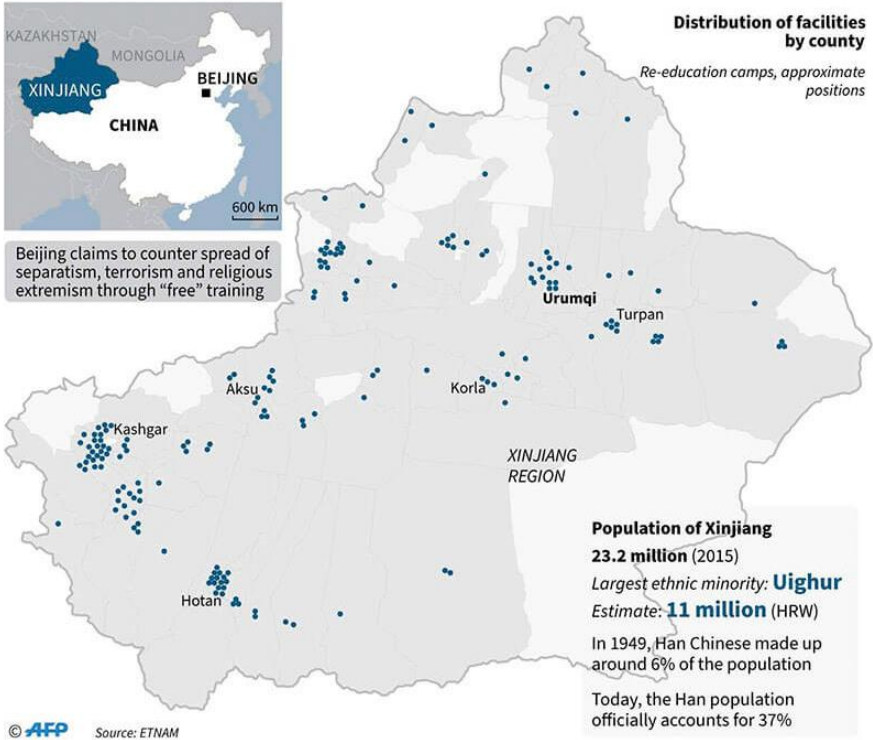 Distribution of facilities
by county
Re-education camps, approximate
positions
KAZAKHSTAN
MONGOLIA
XINJIANG
BEIJING
CHINA
600 km
Beijing claims to counter spread of
separatism, terrorism and religious
extremism through “free” training
Urumqi
Turpan
Aksu
Korla
Kashgar
XINJIANG
REGION
Hotan
Population of Xinjiang
23.2 million (2015)
Largest ethnic minority: Uighur
Estimate: 11 million (HRW)
In 1949, Han Chinese made up
around 6% of the population
Today, the Han population
officially accounts for 37%
© AFP Source: ETNAM